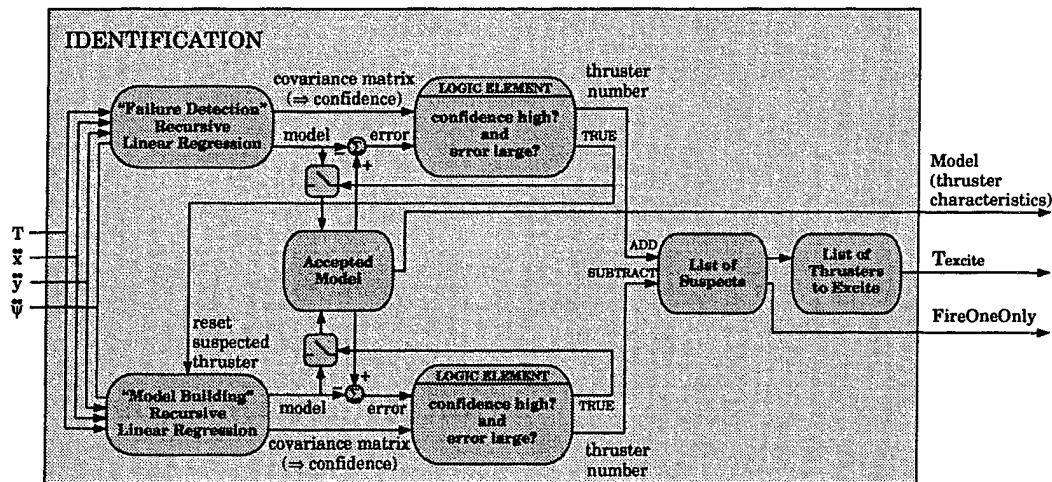 IDENTIFICATION
covariance matrix
(⇒ confidence)
thruster
number
"Failure Detection"
Recursive
Linear Regression
model
error
LOGIC ELEMENT
confidence high?
and
error large?
TRUE
Σ
−
+
Model
(thruster
characteristics)
T
ẍ
ÿ
ψ̈
Accepted
Model
ADD
SUBTRACT
List of
Suspects
List of
Thrusters
to Excite
Texcite
FireOneOnly
reset
suspected
thruster
"Model Building"
Recursive
Linear Regression
model
−
Σ
+
error
LOGIC ELEMENT
confidence high?
and
error large?
TRUE
covariance matrix
(⇒ confidence)
thruster
number